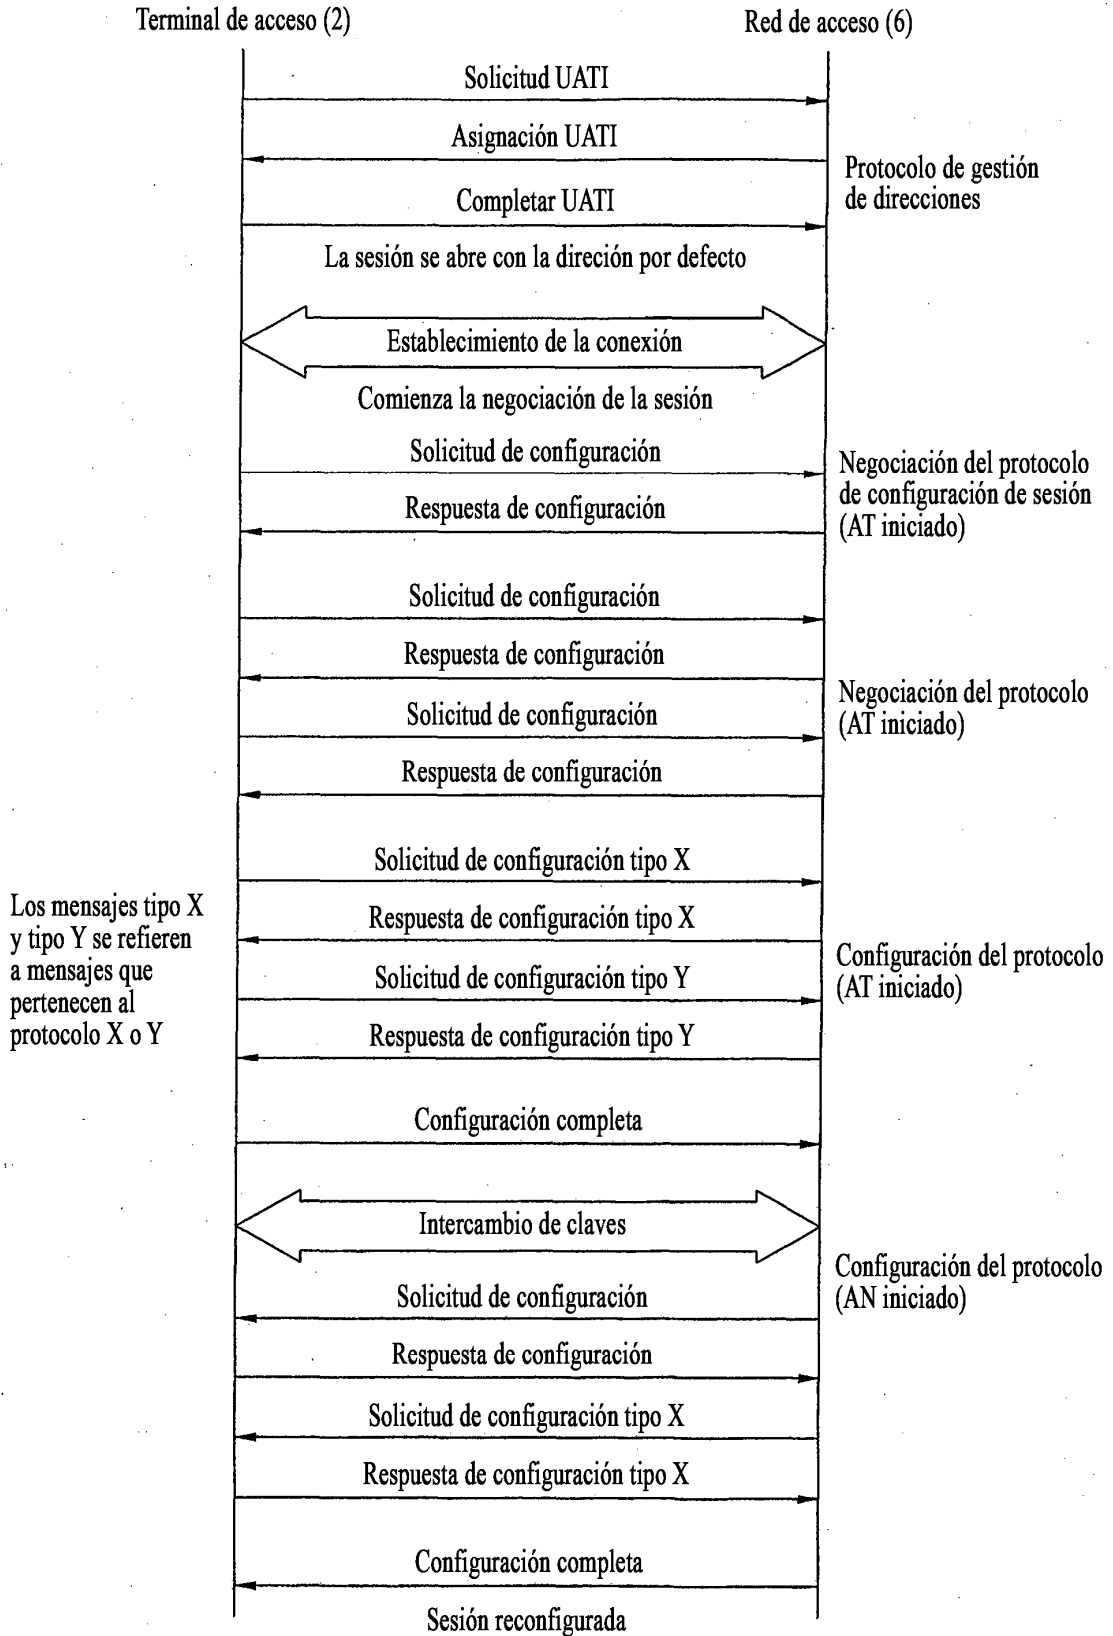 Terminal de acceso (2)
Red de acceso (6)
Solicitud UATI
Asignación UATI
Protocolo de gestión
de direcciones
Completar UATI
La sesión se abre con la direción por defecto
Establecimiento de la conexión
Comienza la negociación de la sesión
Solicitud de configuración
Negociación del protocolo
de configuración de sesión
(AT iniciado)
Respuesta de configuración
Solicitud de configuración
Respuesta de configuración
Negociación del protocolo
(AT iniciado)
Solicitud de configuración
Respuesta de configuración
Solicitud de configuración tipo X
Los mensajes tipo X
y tipo Y se refieren
a mensajes que
pertenecen al
protocolo X o Y
Respuesta de configuración tipo X
Configuración del protocolo
(AT iniciado)
Solicitud de configuración tipo Y
Respuesta de configuración tipo Y
Configuración completa
Intercambio de claves
Configuración del protocolo
(AN iniciado)
Solicitud de configuración
Respuesta de configuración
Solicitud de configuración tipo X
Respuesta de configuración tipo X
Configuración completa
Sesión reconfigurada